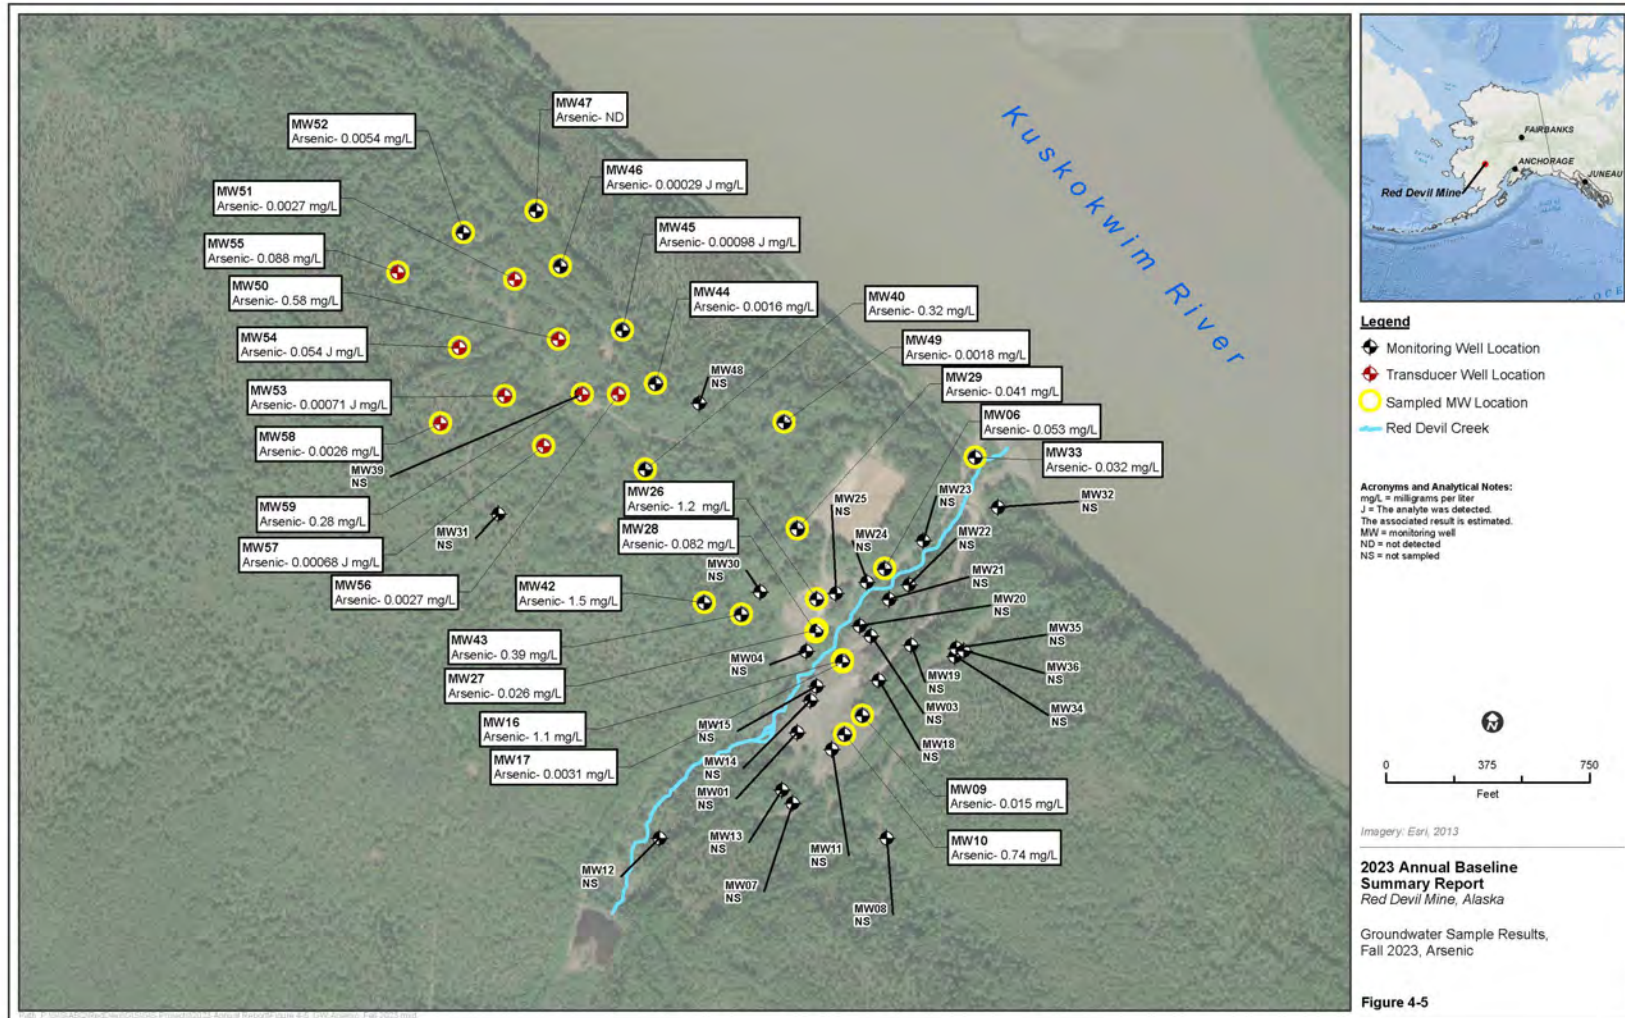 MW47
Arsenic- ND
MW52
Arsenic- 0.0054 mg/L
MW46
Arsenic- 0.00029 J mg/L
MW51
Arsenic- 0.0027 mg/L
MW45
Arsenic- 0.00098 J mg/L
MW55
Arsenic- 0.088 mg/L
MW50
Arsenic- 0.58 mg/L
MW44
Arsenic- 0.0016 mg/L
MW40
Arsenic- 0.32 mg/L
MW54
Arsenic- 0.054 J mg/L
MW49
Arsenic- 0.0018 mg/L
MW48
NS
MW29
Arsenic- 0.041 mg/L
MW53
Arsenic- 0.00071 J mg/L
MW06
Arsenic- 0.053 mg/L
MW58
Arsenic- 0.0026 mg/L
MW33
Arsenic- 0.032 mg/L
MW39
NS
MW26
Arsenic- 1.2 mg/L
MW25
NS
MW23
NS
MW32
NS
MW59
Arsenic- 0.28 mg/L
MW31
NS
MW28
Arsenic- 0.082 mg/L
MW24
NS
MW22
NS
MW57
Arsenic- 0.00068 J mg/L
MW30
NS
MW21
NS
MW56
Arsenic- 0.0027 mg/L
MW42
Arsenic- 1.5 mg/L
MW20
NS
MW43
Arsenic- 0.39 mg/L
MW35
NS
MW04
NS
MW36
NS
MW27
Arsenic- 0.026 mg/L
MW19
NS
MW03
NS
MW34
NS
MW16
Arsenic- 1.1 mg/L
MW15
NS
MW18
NS
MW17
Arsenic- 0.0031 mg/L
MW14
NS
MW01
NS
MW09
Arsenic- 0.015 mg/L
MW13
NS
MW11
NS
MW10
Arsenic- 0.74 mg/L
MW12
NS
MW07
NS
MW08
NS
Kuskokwim River
FAIRBANKS
ANCHORAGE
JUNEAU
Red Devil Mine
Legend
Monitoring Well Location
Transducer Well Location
Sampled MW Location
Red Devil Creek
Acronyms and Analytical Notes:
mg/L = milligrams per liter
J = The analyte was detected.
The associated result is estimated.
MW = monitoring well
ND = not detected
NS = not sampled
N
0 375 750
Feet
Imagery: Esri, 2013
2023 Annual Baseline
Summary Report
Red Devil Mine, Alaska
Groundwater Sample Results,
Fall 2023, Arsenic
Figure 4-5